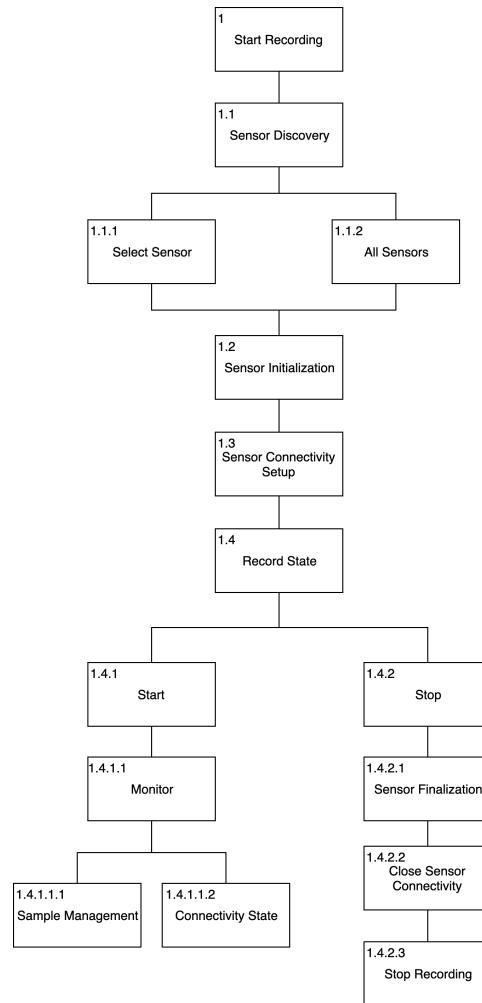 1
Start Recording
1.1
Sensor Discovery
1.1.1
Select Sensor
1.1.2
All Sensors
1.2
Sensor Initialization
1.3
Sensor Connectivity
Setup
1.4
Record State
1.4.1
Start
1.4.2
Stop
1.4.1.1
Monitor
1.4.2.1
Sensor Finalization
1.4.1.1.1
Sample Management
1.4.1.1.2
Connectivity State
1.4.2.2
Close Sensor
Connectivity
1.4.2.3
Stop Recording